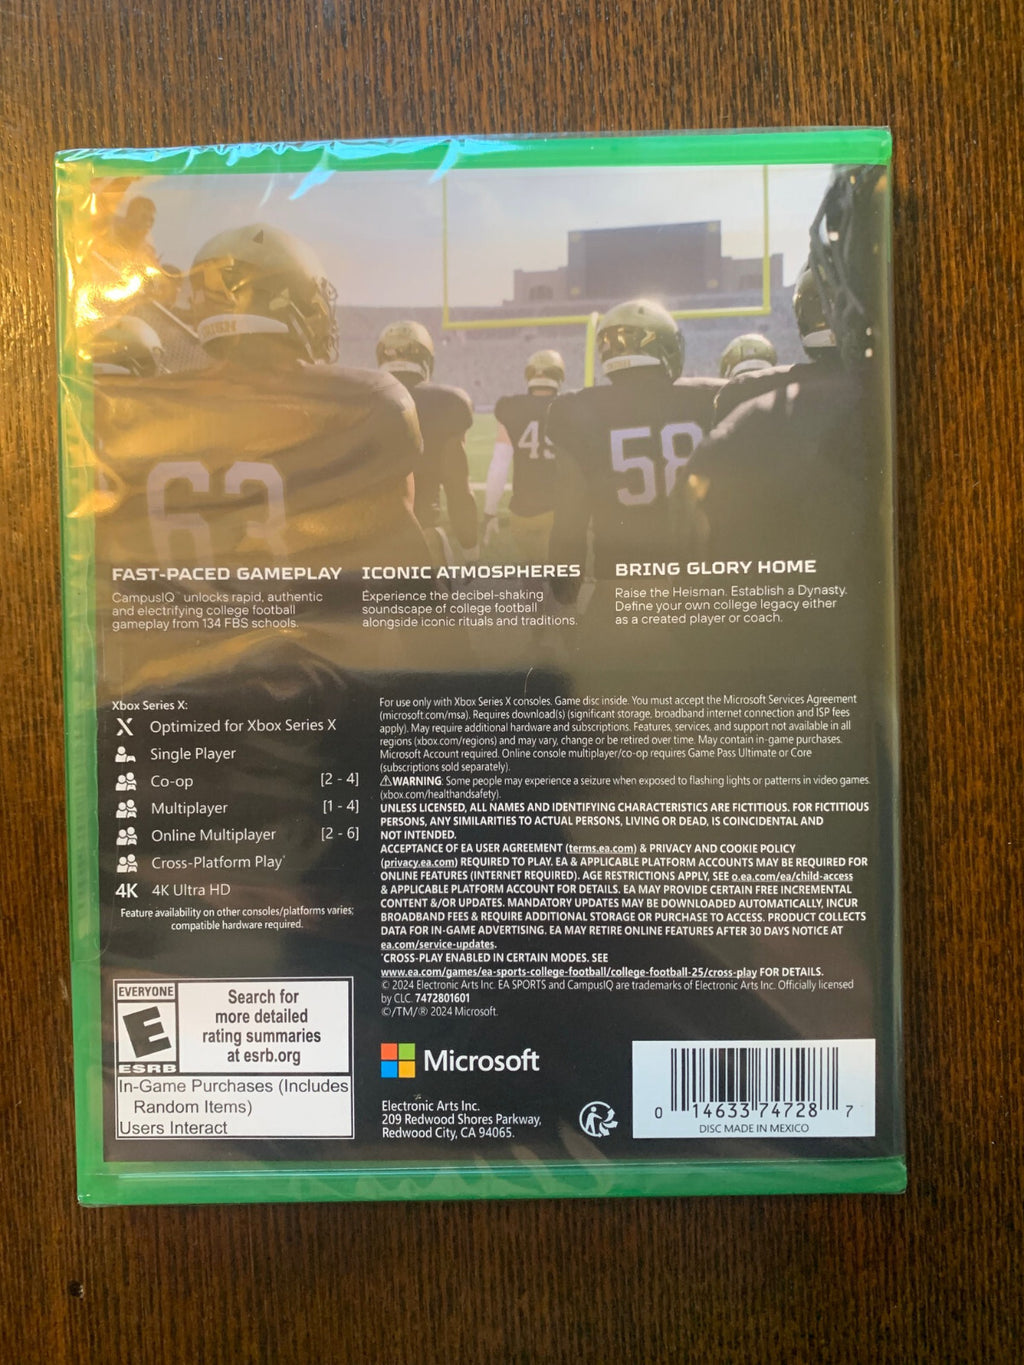 IRISH
63
45
58
FAST-PACED GAMEPLAY
CampusIQ™ unlocks rapid, authentic
and electrifying college football
gameplay from 134 FBS schools.
ICONIC ATMOSPHERES
Experience the decibel-shaking
soundscape of college football
alongside iconic rituals and traditions.
BRING GLORY HOME
Raise the Heisman. Establish a Dynasty.
Define your own college legacy either
as a created player or coach.
Xbox Series X:
Optimized for Xbox Series X
Single Player
Co-op [2 - 4]
Multiplayer [1 - 4]
Online Multiplayer [2 - 6]
Cross-Platform Play*
4K 4K Ultra HD
Feature availability on other consoles/platforms varies;
compatible hardware required.
For use only with Xbox Series X consoles. Game disc inside. You must accept the Microsoft Services Agreement
(microsoft.com/msa). Requires download(s) (significant storage, broadband internet connection and ISP fees
apply). May require additional hardware and subscriptions. Features, services, and support not available in all
regions (xbox.com/regions) and may vary, change or be retired over time. May contain in-game purchases.
Microsoft Account required. Online console multiplayer/co-op requires Game Pass Ultimate or Core
(subscriptions sold separately).
⚠WARNING: Some people may experience a seizure when exposed to flashing lights or patterns in video games.
(xbox.com/healthandsafety).
UNLESS LICENSED, ALL NAMES AND IDENTIFYING CHARACTERISTICS ARE FICTITIOUS. FOR FICTITIOUS
PERSONS, ANY SIMILARITIES TO ACTUAL PERSONS, LIVING OR DEAD, IS COINCIDENTAL AND
NOT INTENDED.
ACCEPTANCE OF EA USER AGREEMENT (terms.ea.com) & PRIVACY AND COOKIE POLICY
(privacy.ea.com) REQUIRED TO PLAY. EA & APPLICABLE PLATFORM ACCOUNTS MAY BE REQUIRED FOR
ONLINE FEATURES (INTERNET REQUIRED). AGE RESTRICTIONS APPLY, SEE o.ea.com/ea/child-access
& APPLICABLE PLATFORM ACCOUNT FOR DETAILS. EA MAY PROVIDE CERTAIN FREE INCREMENTAL
CONTENT &/OR UPDATES. MANDATORY UPDATES MAY BE DOWNLOADED AUTOMATICALLY, INCUR
BROADBAND FEES & REQUIRE ADDITIONAL STORAGE OR PURCHASE TO ACCESS. PRODUCT COLLECTS
DATA FOR IN-GAME ADVERTISING. EA MAY RETIRE ONLINE FEATURES AFTER 30 DAYS NOTICE AT
ea.com/service-updates.
*CROSS-PLAY ENABLED IN CERTAIN MODES. SEE
www.ea.com/games/ea-sports-college-football/college-football-25/cross-play FOR DETAILS.
© 2024 Electronic Arts Inc. EA SPORTS and CampusIQ are trademarks of Electronic Arts Inc. Officially licensed
by CLC. 7472801601
©/TM/® 2024 Microsoft.
EVERYONE
E
ESRB
Search for
more detailed
rating summaries
at esrb.org
In-Game Purchases (Includes
Random Items)
Users Interact
Microsoft
Electronic Arts Inc.
209 Redwood Shores Parkway,
Redwood City, CA 94065.
0 14633 74728 7
DISC MADE IN MEXICO